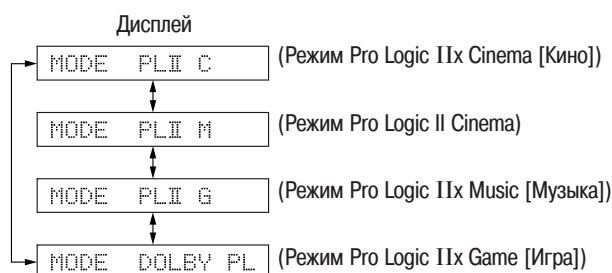 Дисплей
MODE PLII C (Режим Pro Logic IIx Cinema [Кино])
MODE PLII M (Режим Pro Logic II Cinema)
MODE PLII G (Режим Pro Logic IIx Music [Музыка])
MODE DOLBY PL (Режим Pro Logic IIx Game [Игра])